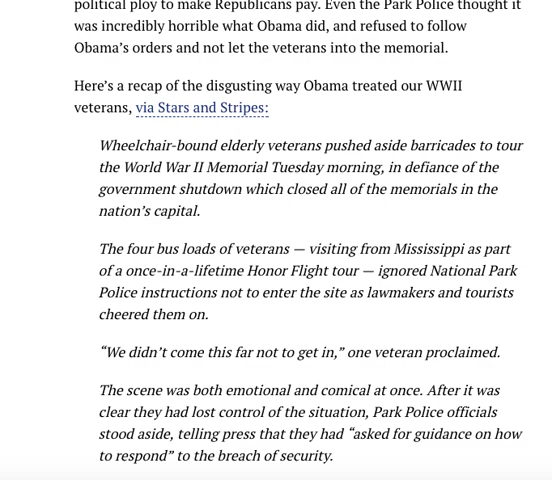 political ploy to make Republicans pay. Even the Park Police thought it
was incredibly horrible what Obama did, and refused to follow
Obama's orders and not let the veterans into the memorial.
Here's a recap of the disgusting way Obama treated our WWII
veterans, via Stars and Stripes:
Wheelchair-bound elderly veterans pushed aside barricades to tour
the World War II Memorial Tuesday morning, in defiance of the
government shutdown which closed all of the memorials in the
nation's capital.
The four bus loads of veterans — visiting from Mississippi as part
of a once-in-a-lifetime Honor Flight tour — ignored National Park
Police instructions not to enter the site as lawmakers and tourists
cheered them on.
“We didn't come this far not to get in,” one veteran proclaimed.
The scene was both emotional and comical at once. After it was
clear they had lost control of the situation, Park Police officials
stood aside, telling press that they had “asked for guidance on how
to respond” to the breach of security.